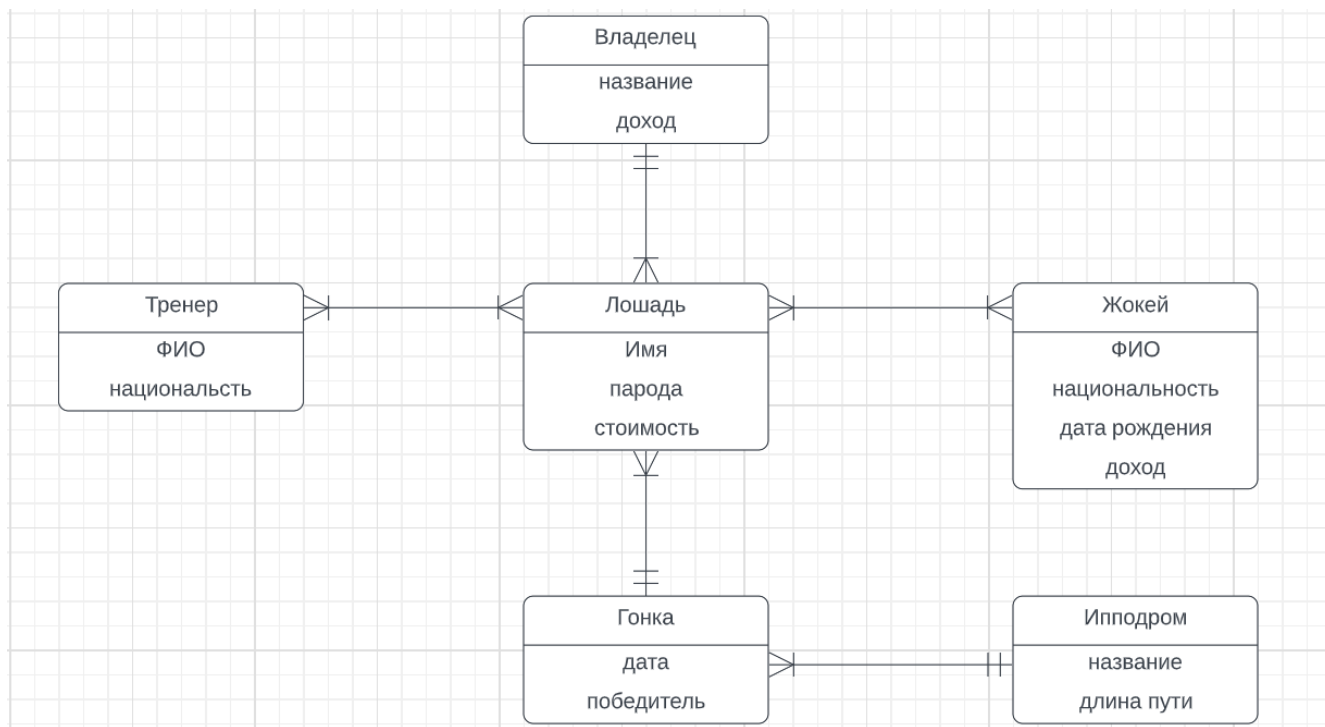 Владелец
название
доход
Тренер
ФИО
национальсть
Лошадь
Имя
парода
стоимость
Жокей
ФИО
национальность
дата рождения
доход
Гонка
дата
победитель
Ипподром
название
длина пути